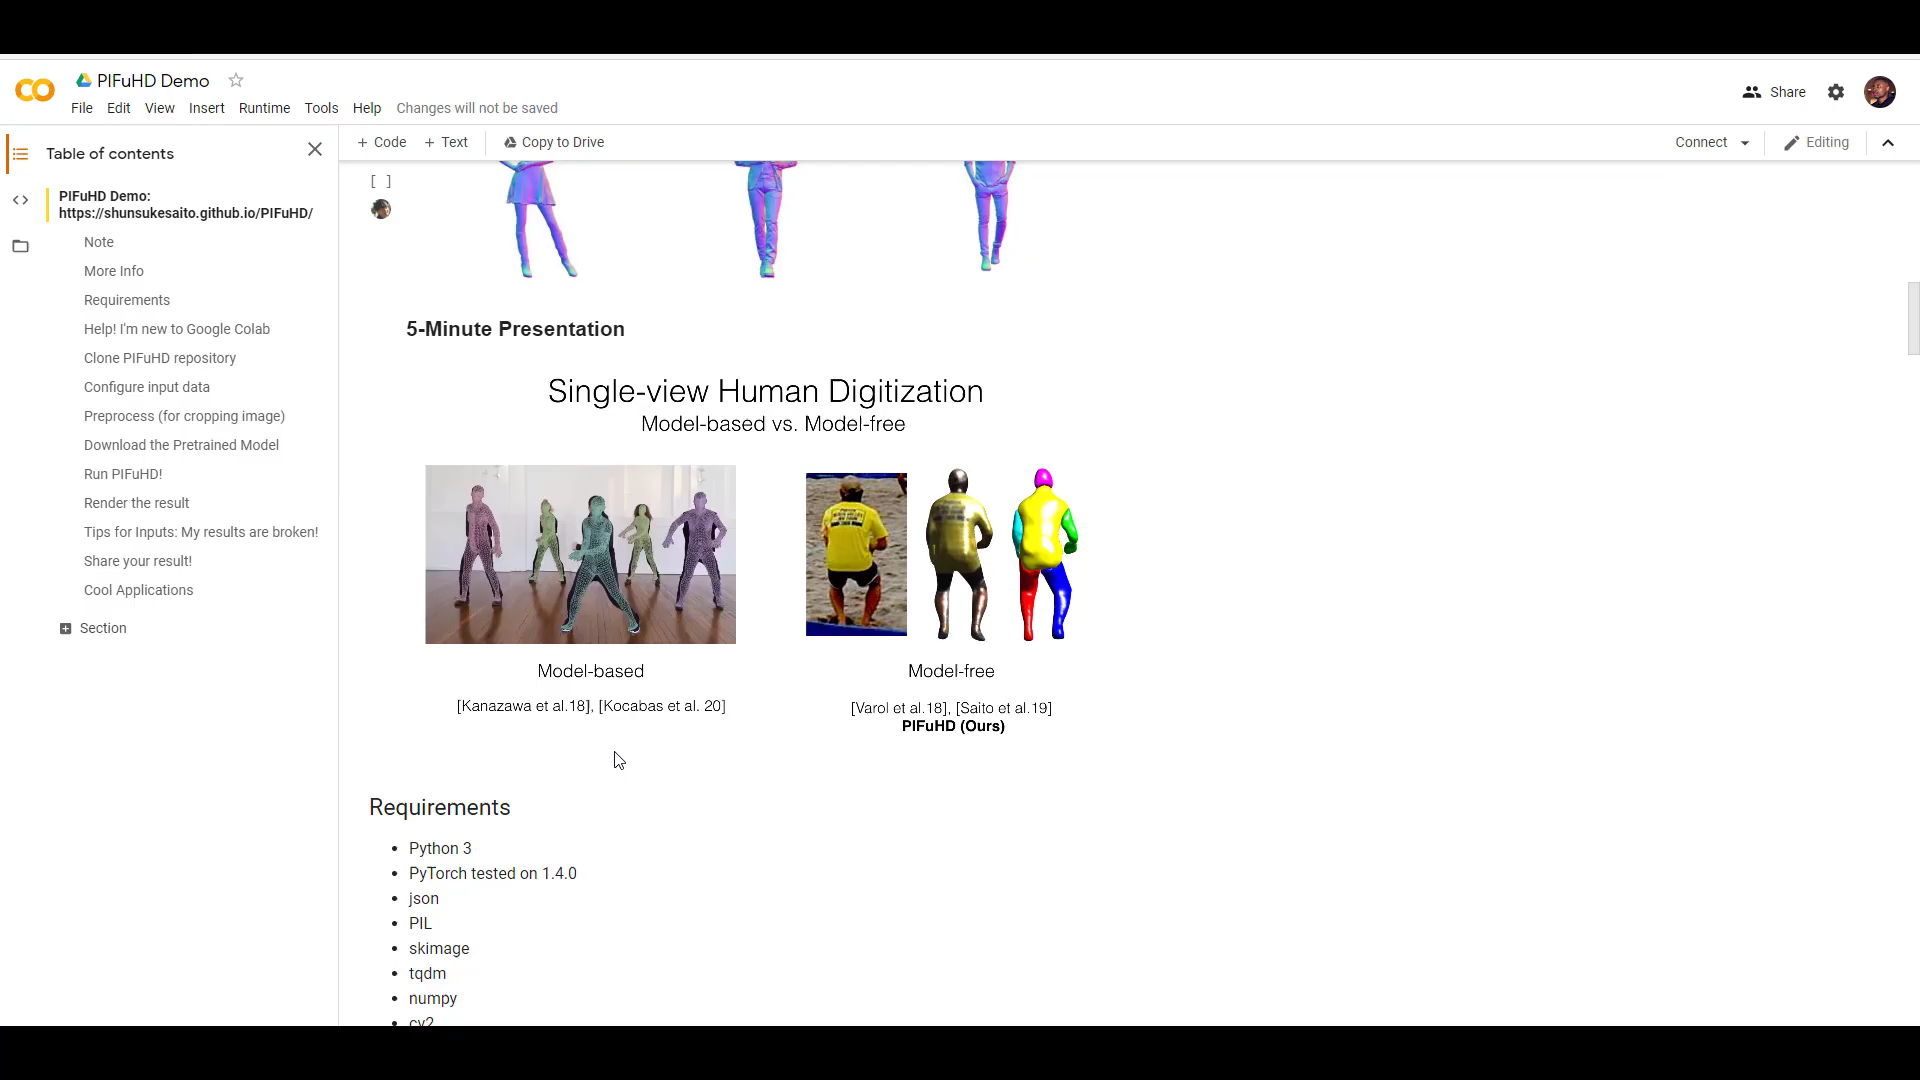 PIFuHD Demo
File Edit View Insert Runtime Tools Help Changes will not be saved
Share
Table of contents
+ Code + Text Copy to Drive
Connect Editing
PIFuHD Demo:
https://shunsukesaito.github.io/PIFuHD/
Note
More Info
Requirements
Help! I'm new to Google Colab
Clone PIFuHD repository
Configure input data
Preprocess (for cropping image)
Download the Pretrained Model
Run PIFuHD!
Render the result
Tips for Inputs: My results are broken!
Share your result!
Cool Applications
Section
[ ]
5-Minute Presentation
Single-view Human Digitization
Model-based vs. Model-free
Model-based
[Kanazawa et al.18], [Kocabas et al. 20]
Model-free
[Varol et al.18], [Saito et al.19]
PIFuHD (Ours)
Requirements
• Python 3
• PyTorch tested on 1.4.0
• json
• PIL
• skimage
• tqdm
• numpy
• cv2